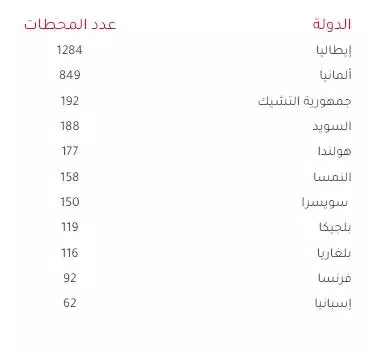 الدولة عدد المحطات
إيطاليا 1284
ألمانيا 849
جمهورية التشيك 192
السويد 188
هولندا 177
النمسا 158
سويسرا 150
بلجيكا 119
بلغاريا 116
فرنسا 92
إسبانيا 62